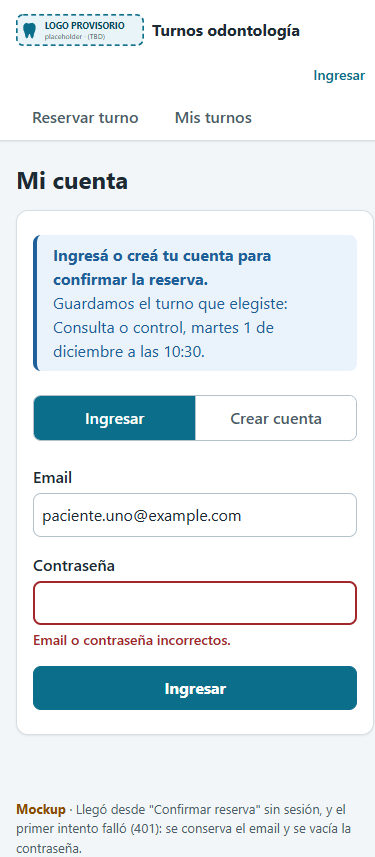 LOGO PROVISORIO
placeholder · (TBD)
Turnos odontología
Ingresar
Reservar turno
Mis turnos
Mi cuenta
Ingresá o creá tu cuenta para
confirmar la reserva.
Guardamos el turno que elegiste:
Consulta o control, martes 1 de
diciembre a las 10:30.
Ingresar
Crear cuenta
Email
paciente.uno@example.com
Contraseña
Email o contraseña incorrectos.
Ingresar
Mockup · Llegó desde "Confirmar reserva" sin sesión, y el
primer intento falló (401): se conserva el email y se vacía la
contraseña.